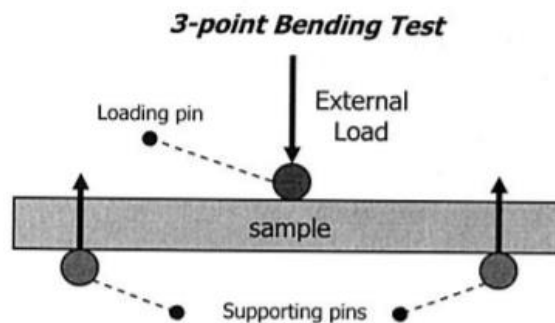 3-point Bending Test
Loading pin
External
Load
sample
Supporting pins